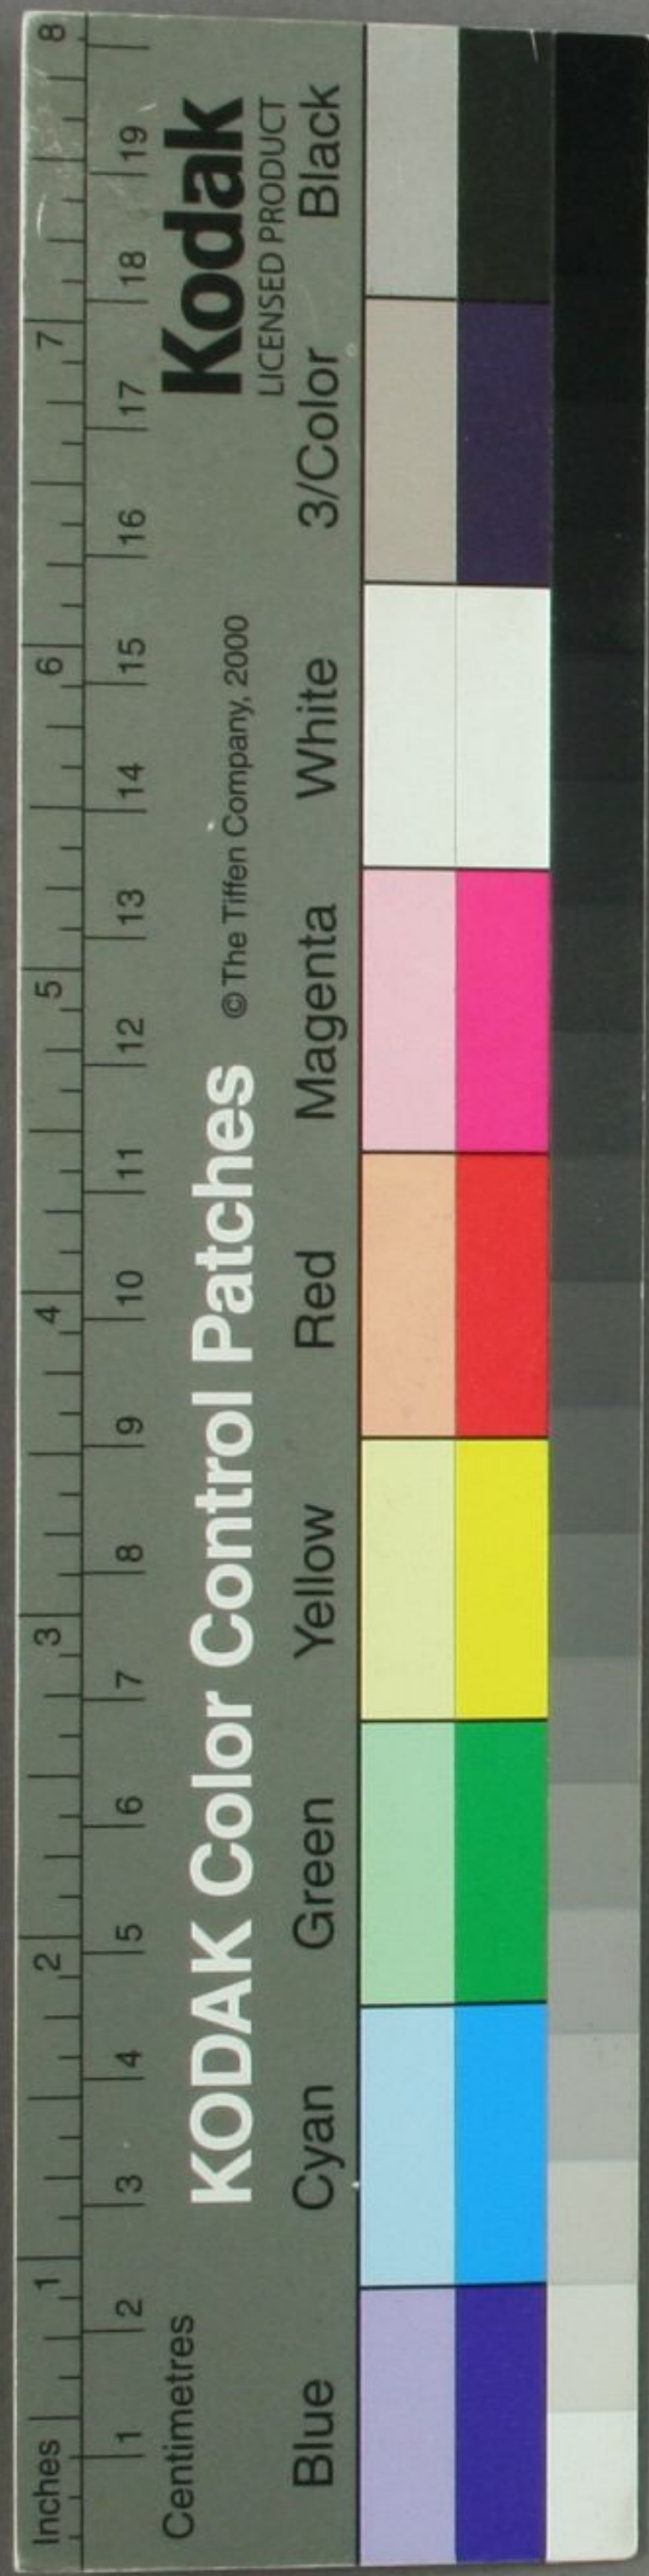 Inches 1 2 3 4 5 6 7 8
1 2 3 4 5 6 7 8 9 10 11 12 13 14 15 16 17 18 19
Centimetres
KODAK Color Control Patches © The Tiffen Company, 2000 Kodak
LICENSED PRODUCT
Blue Cyan Green Yellow Red Magenta White 3/Color Black